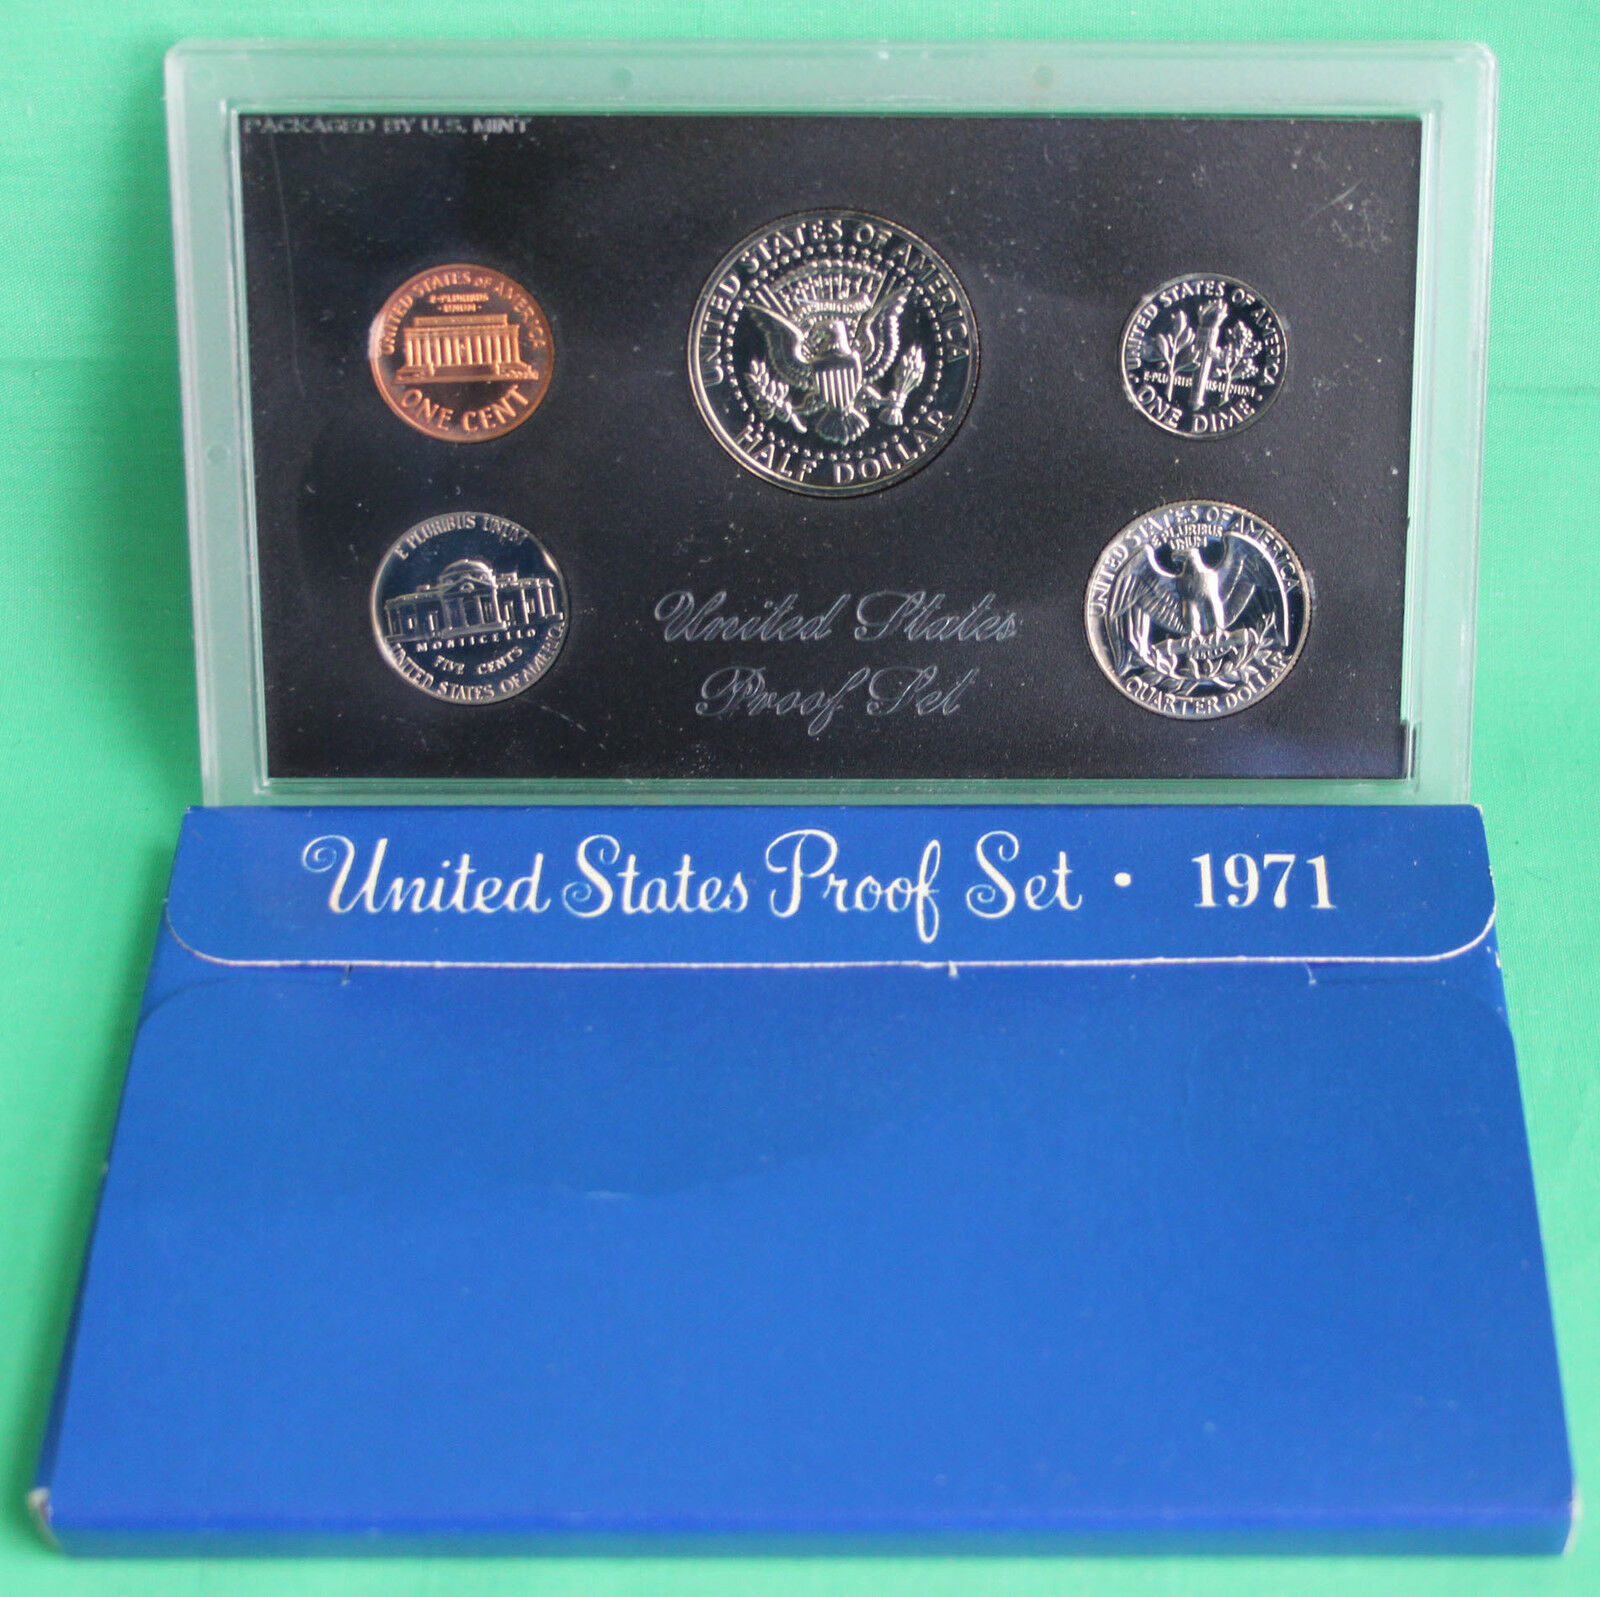 PACKAGED BY U.S. MINT
UNITED STATES OF AMERICA
E·PLURIBUS
·UNUM·
ONE CENT
UNITED STATES OF AMERICA
HALF DOLLAR
UNITED STATES OF AMERICA
E·PLURIBUS·UNUM
ONE DIME
E PLURIBUS UNUM
MONTICELLO
FIVE CENTS
UNITED STATES OF AMERICA
UNITED STATES OF AMERICA
E PLURIBUS
UNUM
QUARTER DOLLAR
United States
Proof Set
United States Proof Set · 1971